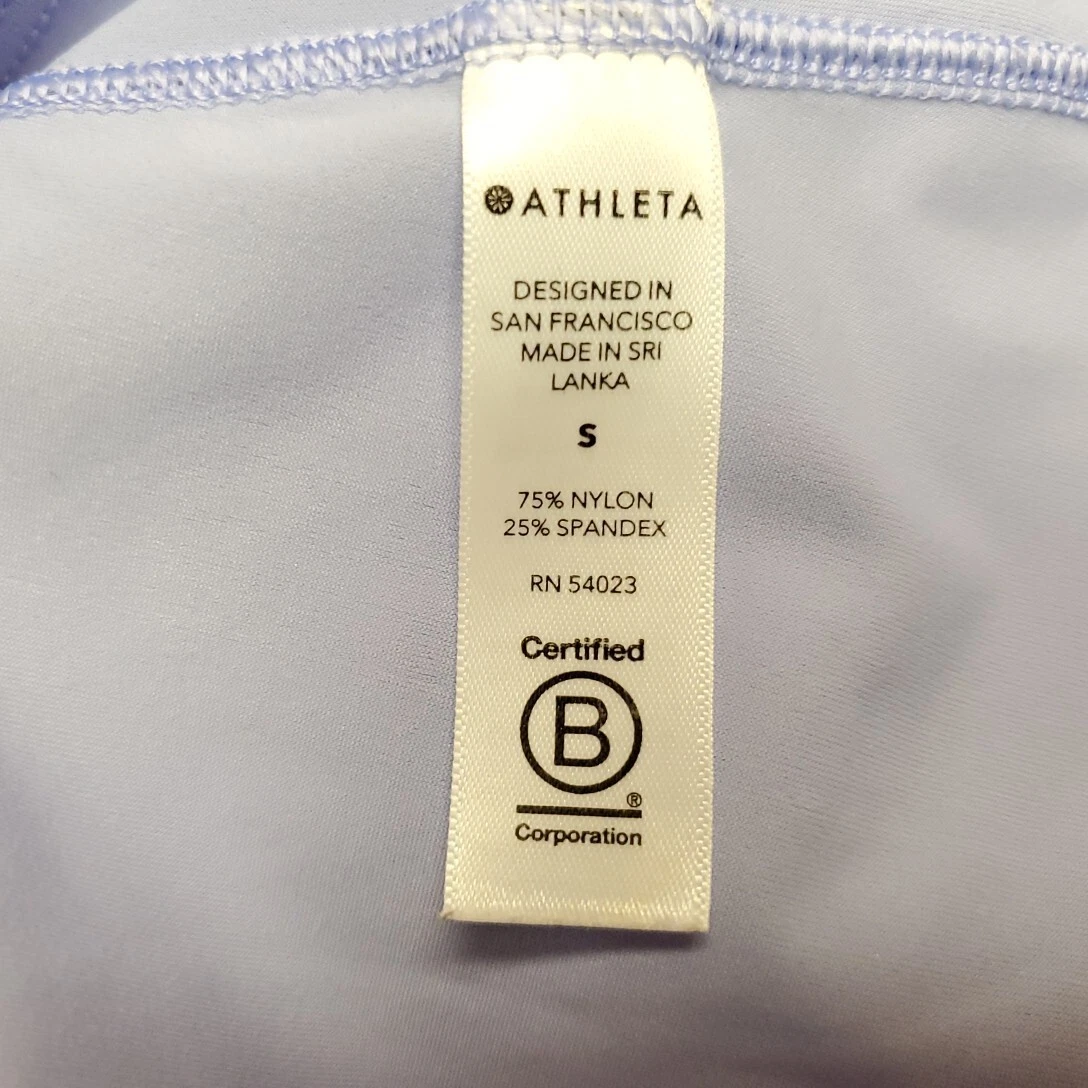 ATHLETA
DESIGNED IN
SAN FRANCISCO
MADE IN SRI
LANKA
S
75% NYLON
25% SPANDEX
RN 54023
Certified
B
®
Corporation